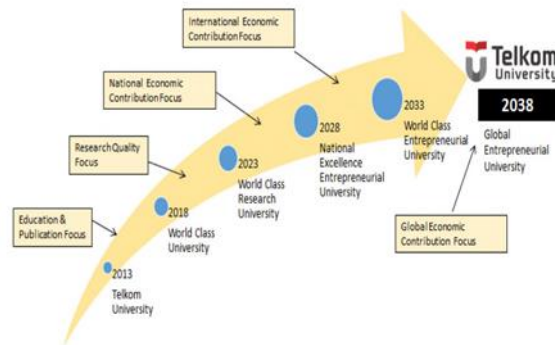 International Economic
Contribution Focus
National Economic
Contribution Focus
Research Quality
Focus
Education &
Publication Focus
2013
Telkom
University
2018
World Class
University
2023
World Class
Research
University
2028
National
Excellence
Entrepreneurial
University
2033
World Class
Entrepreneurial
University
Telkom
University
2038
Global
Entrepreneurial
University
Global Economic
Contribution Focus